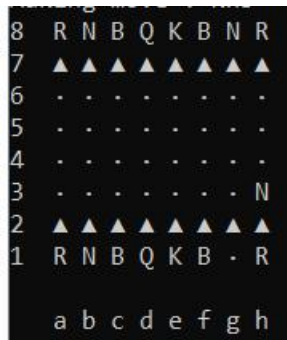 8 R N B Q K B N R
7 ▲ ▲ ▲ ▲ ▲ ▲ ▲ ▲
6 . . . . . . . .
5 . . . . . . . .
4 . . . . . . . .
3 . . . . . . . N
2 ▲ ▲ ▲ ▲ ▲ ▲ ▲ ▲
1 R N B Q K B . R
a b c d e f g h